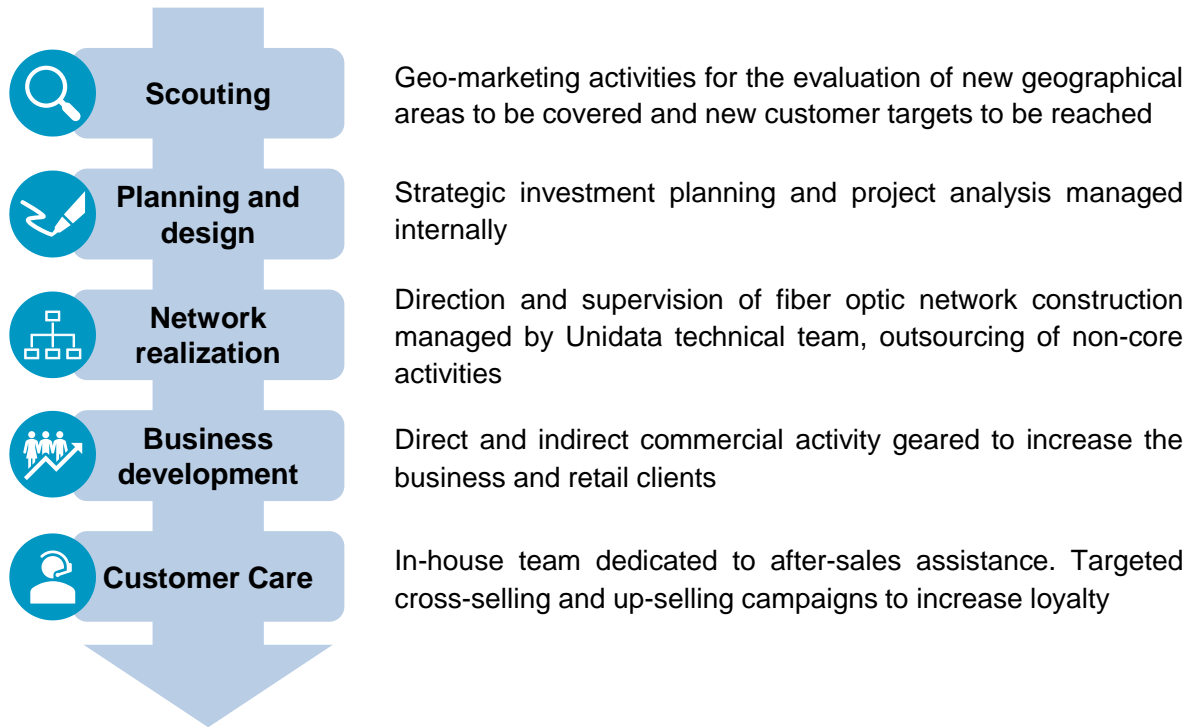 Scouting
Geo-marketing activities for the evaluation of new geographical
areas to be covered and new customer targets to be reached
Planning and
design
Strategic investment planning and project analysis managed
internally
Network
realization
Direction and supervision of fiber optic network construction
managed by Unidata technical team, outsourcing of non-core
activities
Business
development
Direct and indirect commercial activity geared to increase the
business and retail clients
Customer Care
In-house team dedicated to after-sales assistance. Targeted
cross-selling and up-selling campaigns to increase loyalty